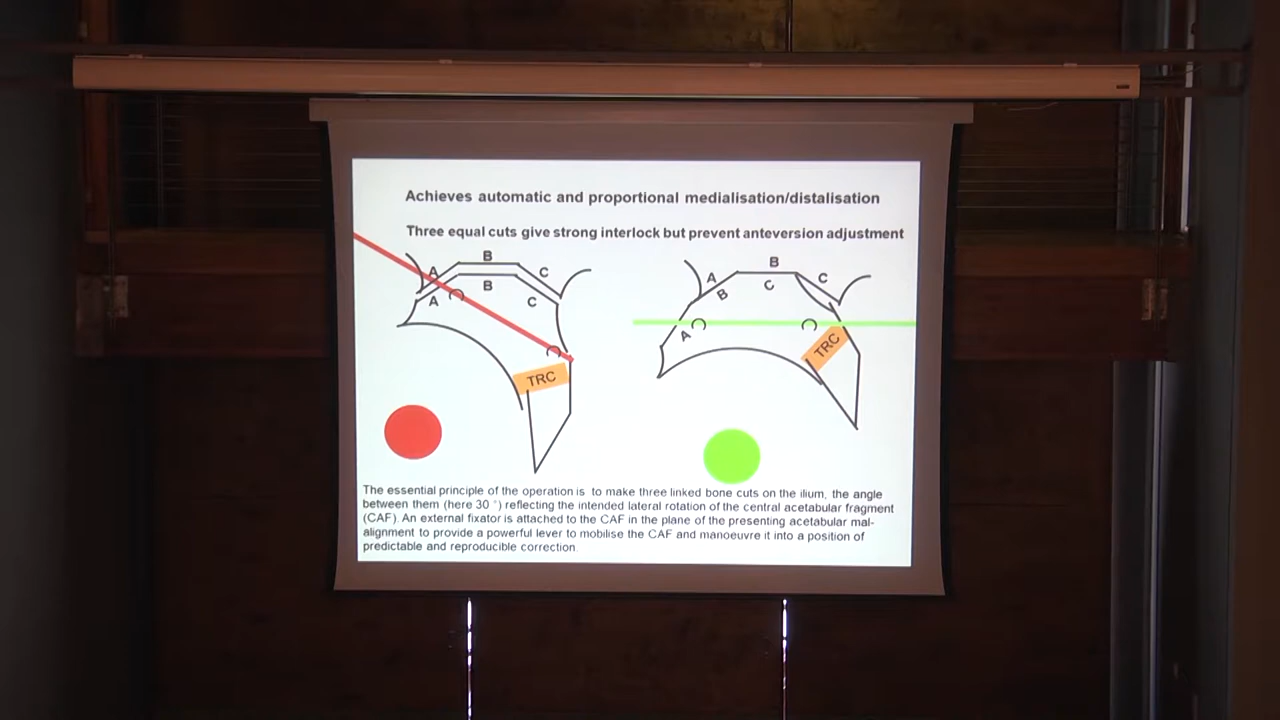 Achieves automatic and proportional medialisation/distalisation
Three equal cuts give strong interlock but prevent anteversion adjustment
A B C
A B C
TRC
A B C
B C
A
TRC
The essential principle of the operation is to make three linked bone cuts on the ilium, the angle
between them (here 30 °) reflecting the intended lateral rotation of the central acetabular fragment
(CAF). An external fixator is attached to the CAF in the plane of the presenting acetabular mal-
alignment to provide a powerful lever to mobilise the CAF and manoeuvre it into a position of
predictable and reproducible correction.